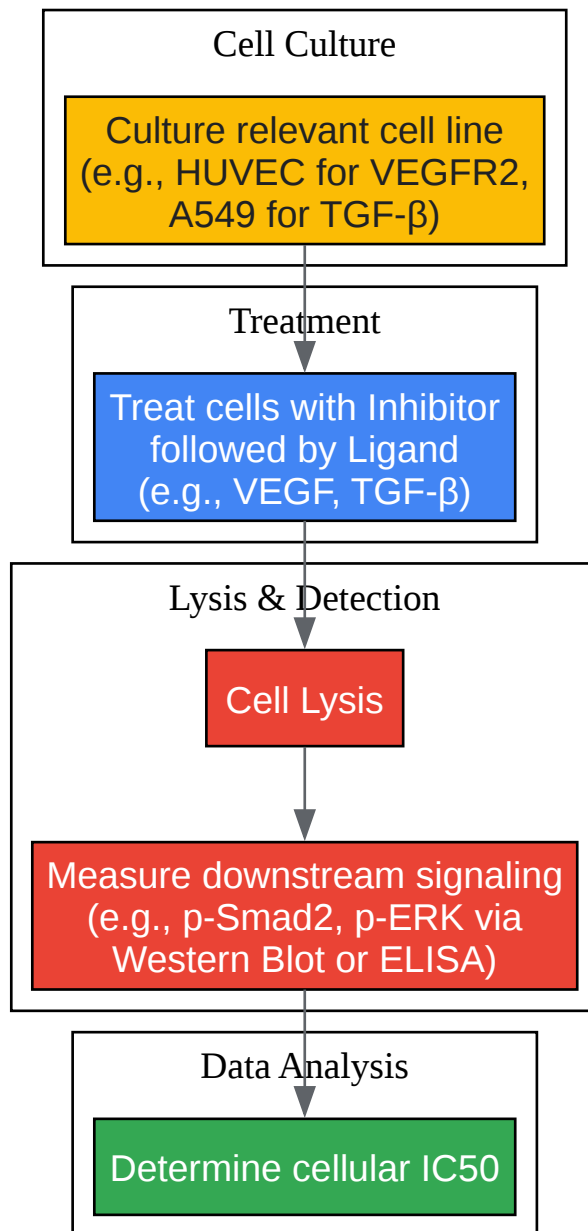 Cell Culture
Culture relevant cell line
(e.g., HUVEC for VEGFR2,
A549 for TGF-β)
Treatment
Treat cells with Inhibitor
followed by Ligand
(e.g., VEGF, TGF-β)
Lysis & Detection
Cell Lysis
Measure downstream signaling
(e.g., p-Smad2, p-ERK via
Western Blot or ELISA)
Data Analysis
Determine cellular IC50